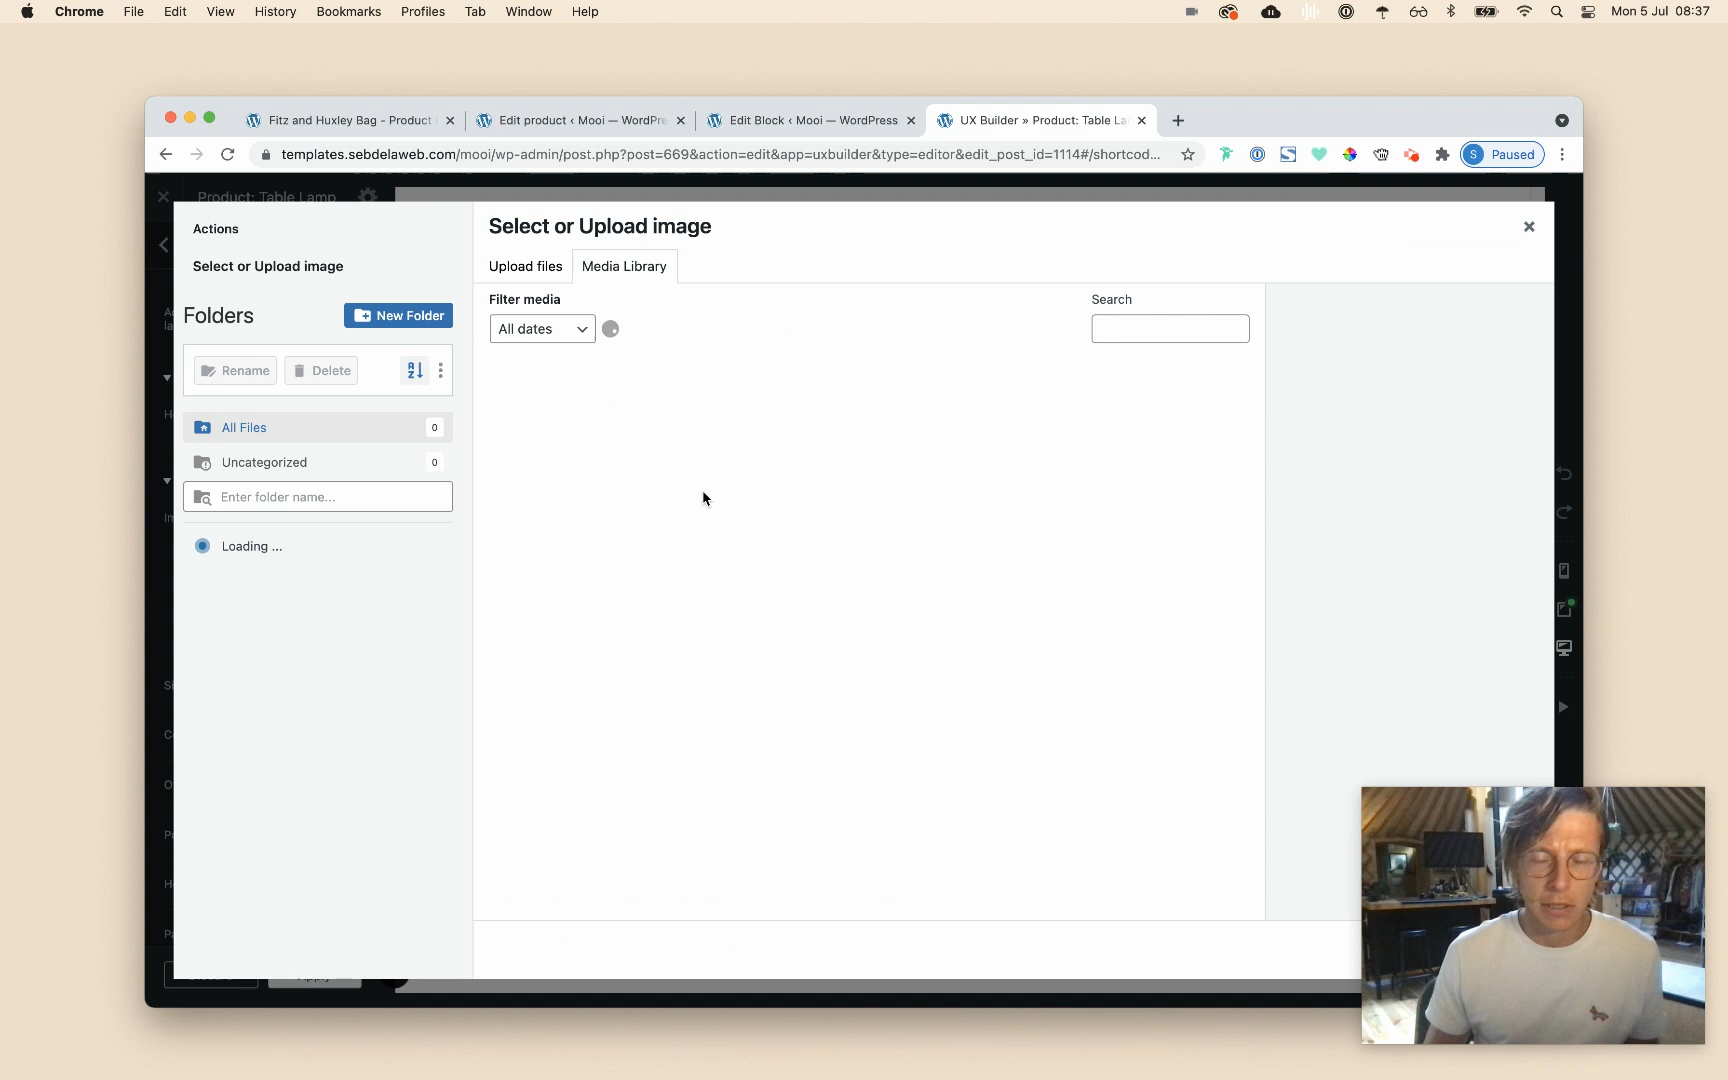 Chrome File Edit View History Bookmarks Profiles Tab Window Help Mon 5 Jul 08:37
Fitz and Huxley Bag - Product Edit product ‹ Mooi — WordPre Edit Block ‹ Mooi — WordPress UX Builder » Product: Table La
templates.sebdelaweb.com/mooi/wp-admin/post.php?post=669&action=edit&app=uxbuilder&type=editor&edit_post_id=1114#/shortcod... S Paused
Product: Table Lamp
Actions
Select or Upload image
Select or Upload image
Upload files Media Library
Folders
New Folder
Filter media
Search
All dates
Rename Delete
All Files 0
Uncategorized 0
Enter folder name...
Loading ...
Apply